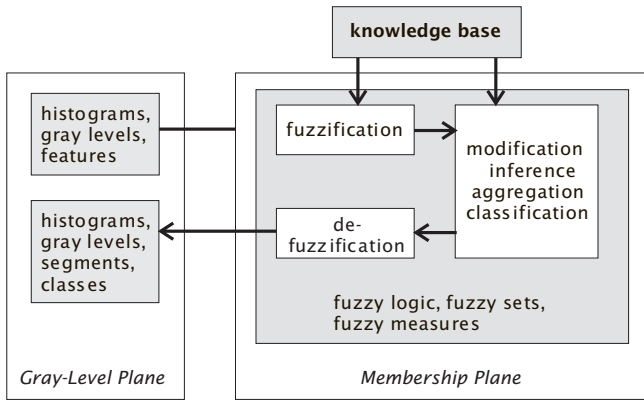 knowledge base
histograms,
gray levels,
features
fuzzification
modification
inference
aggregation
classification
histograms,
gray levels,
segments,
classes
de-
fuzzification
fuzzy logic, fuzzy sets,
fuzzy measures
Gray-Level Plane
Membership Plane